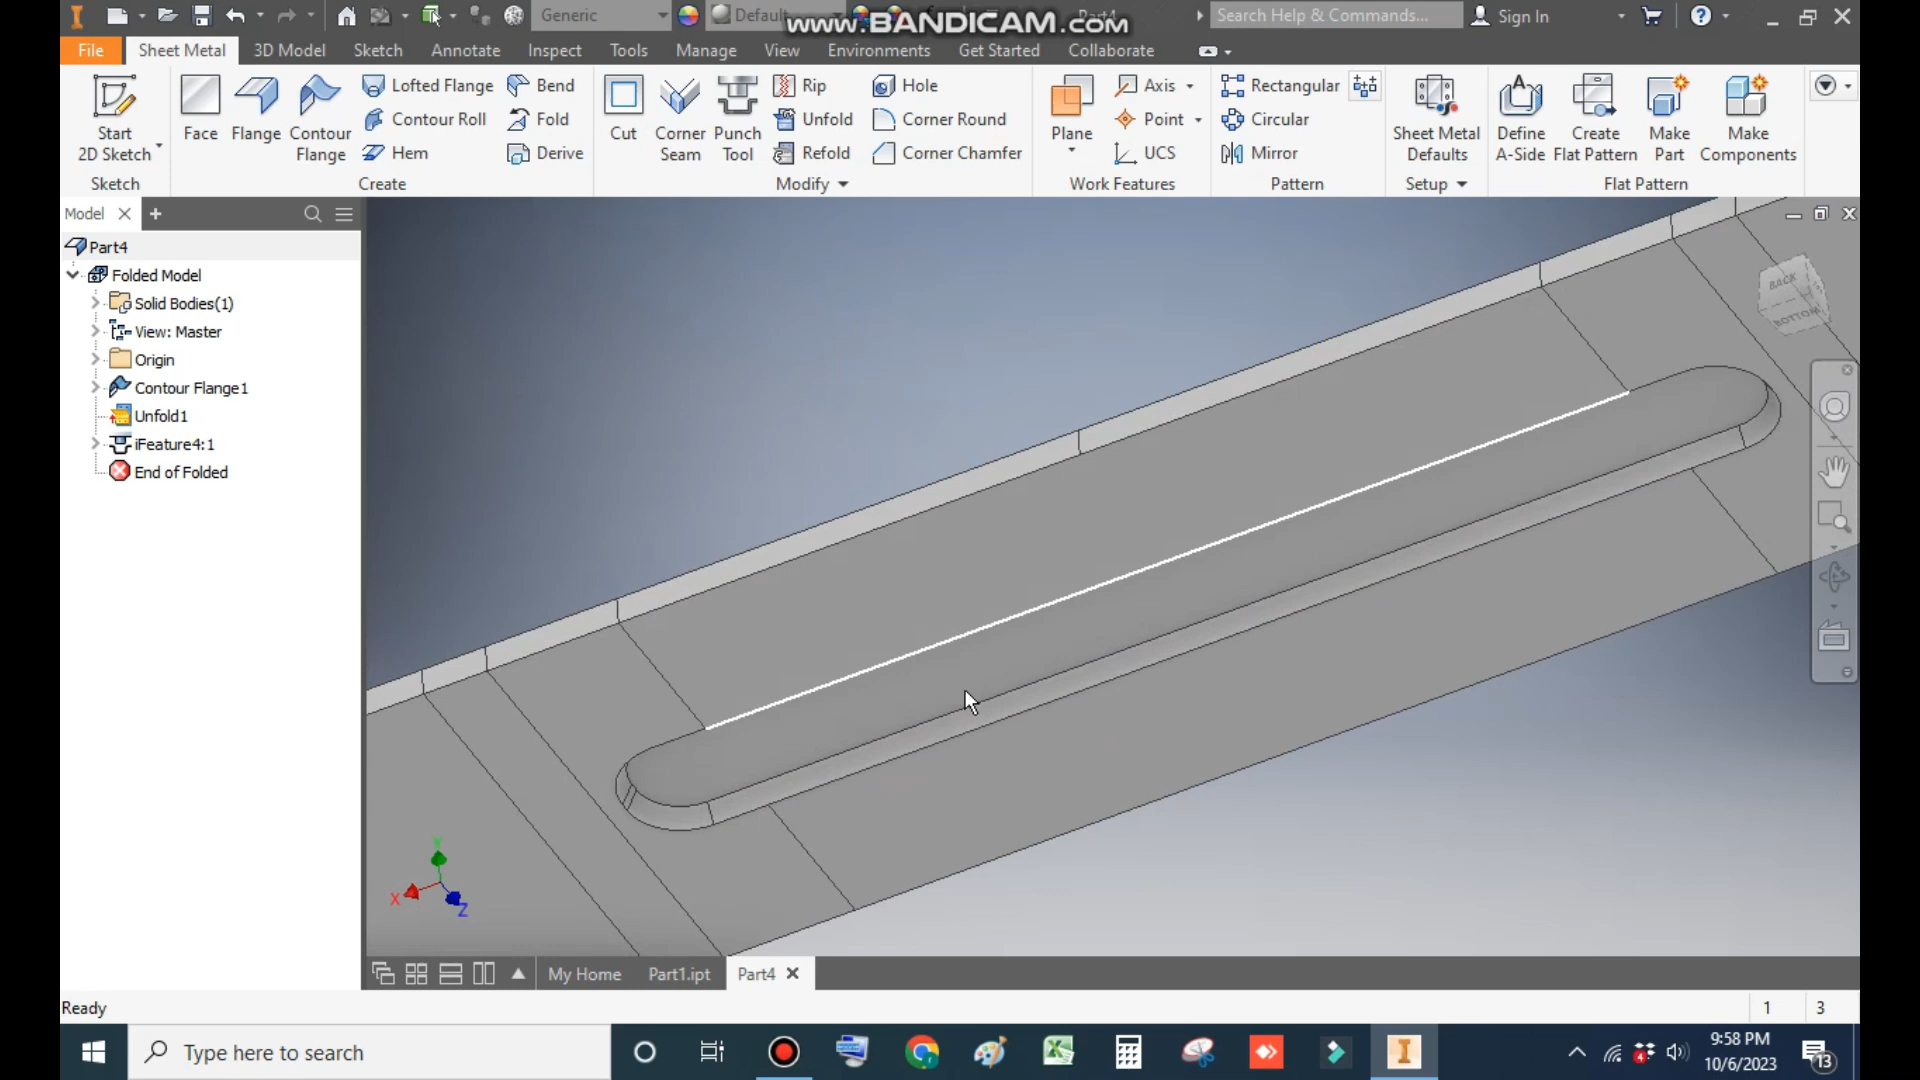 Generic
Default
www.BANDICAM.com
Part4
Search Help & Commands...
Sign In
File
Sheet Metal
3D Model
Sketch
Annotate
Inspect
Tools
Manage
View
Environments
Get Started
Collaborate
Start
2D Sketch
Face
Flange
Contour
Flange
Lofted Flange
Contour Roll
Hem
Bend
Fold
Derive
Cut
Corner
Seam
Punch
Tool
Rip
Unfold
Refold
Hole
Corner Round
Corner Chamfer
Plane
Axis
Point
UCS
Rectangular
Circular
Mirror
Sheet Metal
Defaults
Define
A-Side
Create
Flat Pattern
Make
Part
Make
Components
Sketch
Create
Modify
Work Features
Pattern
Setup
Flat Pattern
Model
Part4
Folded Model
Solid Bodies(1)
View: Master
Origin
Contour Flange1
Unfold1
iFeature4:1
End of Folded
BACK
BOTTOM
Y
X
Z
My Home
Part1.ipt
Part4
Ready
1
3
Type here to search
4
9:58 PM
10/6/2023
13